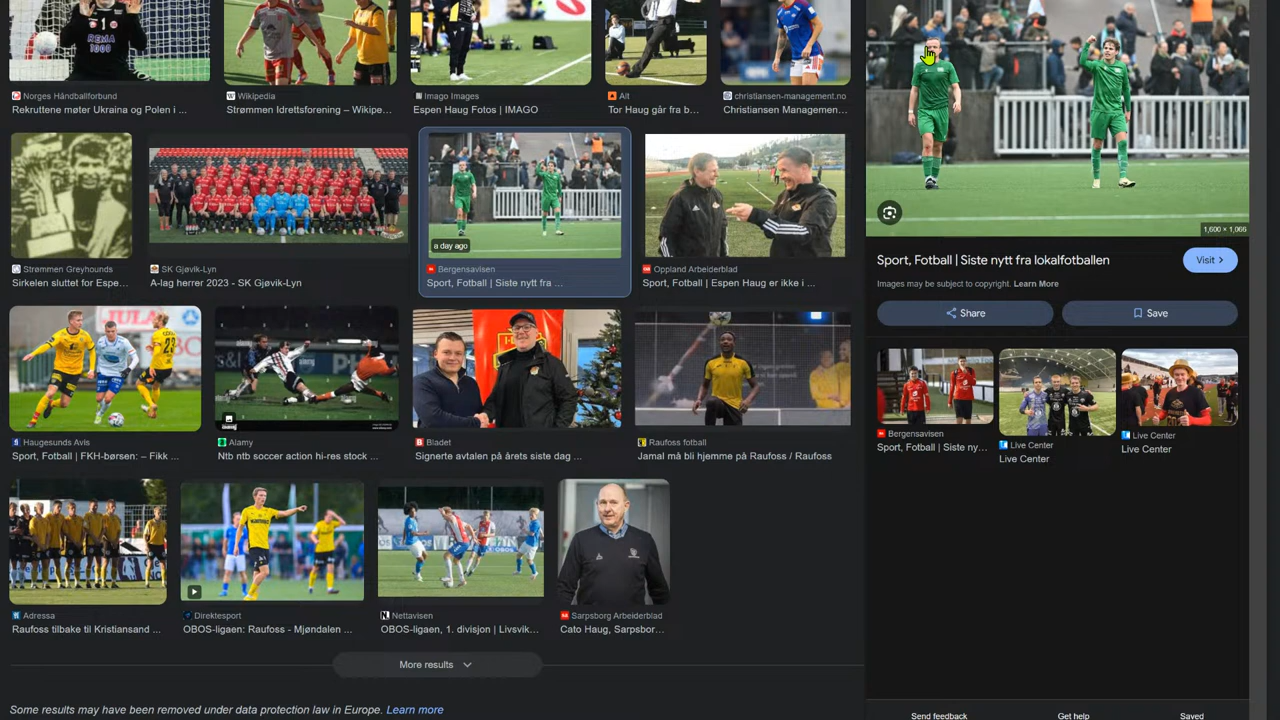 1
REMA
1000
Norges Håndballforbund
Rekruttene møter Ukraina og Polen i ...
Wikipedia
Strømmen Idrettsforening – Wikipe...
Imago Images
Espen Haug Fotos | IMAGO
Alt
Tor Haug går fra b...
christiansen-management.no
Christiansen Managemen...
Strømmen Greyhounds
Sirkelen sluttet for Espe...
SK Gjøvik-Lyn
A-lag herrer 2023 - SK Gjøvik-Lyn
a day ago
Bergensavisen
Sport, Fotball | Siste nytt fra ...
Oppland Arbeiderblad
Sport, Fotball | Espen Haug er ikke i ...
23
Haugesunds Avis
Sport, Fotball | FKH-børsen: – Fikk ...
Alamy
Ntb ntb soccer action hi-res stock ...
Bladet
Signerte avtalen på årets siste dag ...
Raufoss fotball
Jamal må bli hjemme på Raufoss / Raufoss
Adressa
Raufoss tilbake til Kristiansand ...
Direktesport
OBOS-ligaen: Raufoss - Mjøndalen ...
OBOS
Nettavisen
OBOS-ligaen, 1. divisjon | Livsvik...
Sarpsborg Arbeiderblad
Cato Haug, Sarpsbor...
More results
Some results may have been removed under data protection law in Europe. Learn more
1,600 × 1,066
Sport, Fotball | Siste nytt fra lokalfotballen
Visit
Images may be subject to copyright. Learn More
Share
Save
Bergensavisen
Sport, Fotball | Siste ny...
Live Center
Live Center
Live Center
Live Center
Send feedback
Get help
Saved